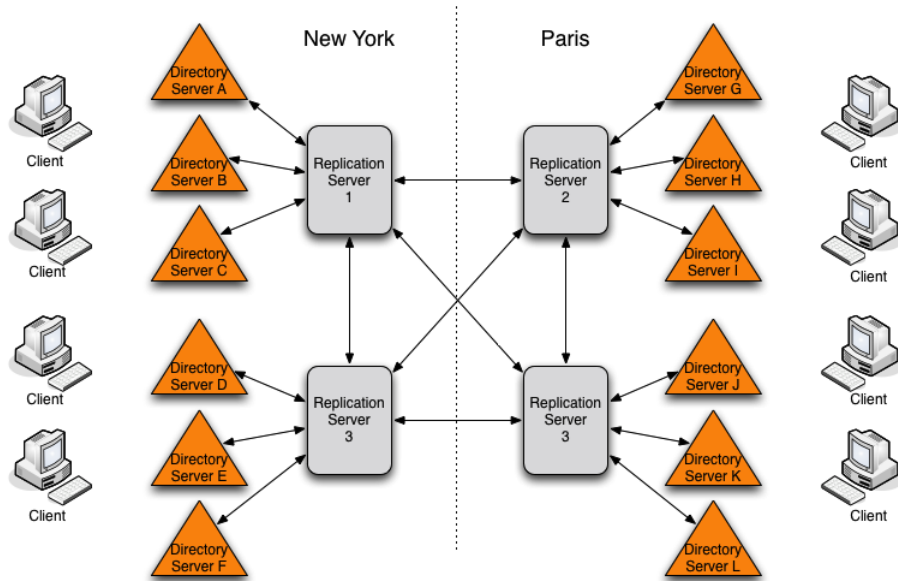 New York
Paris
Directory
Server A
Directory
Server B
Directory
Server C
Directory
Server D
Directory
Server E
Directory
Server F
Replication
Server
1
Replication
Server
3
Replication
Server
2
Replication
Server
3
Directory
Server G
Directory
Server H
Directory
Server I
Directory
Server J
Directory
Server K
Directory
Server L
Client
Client
Client
Client
Client
Client
Client
Client